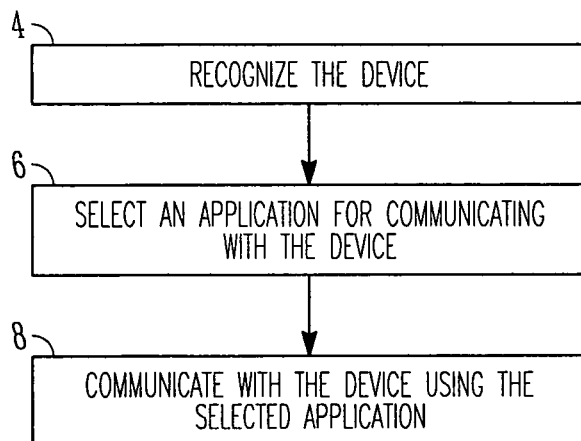 4
RECOGNIZE THE DEVICE
6
SELECT AN APPLICATION FOR COMMUNICATING
WITH THE DEVICE
8
COMMUNICATE WITH THE DEVICE USING THE
SELECTED APPLICATION